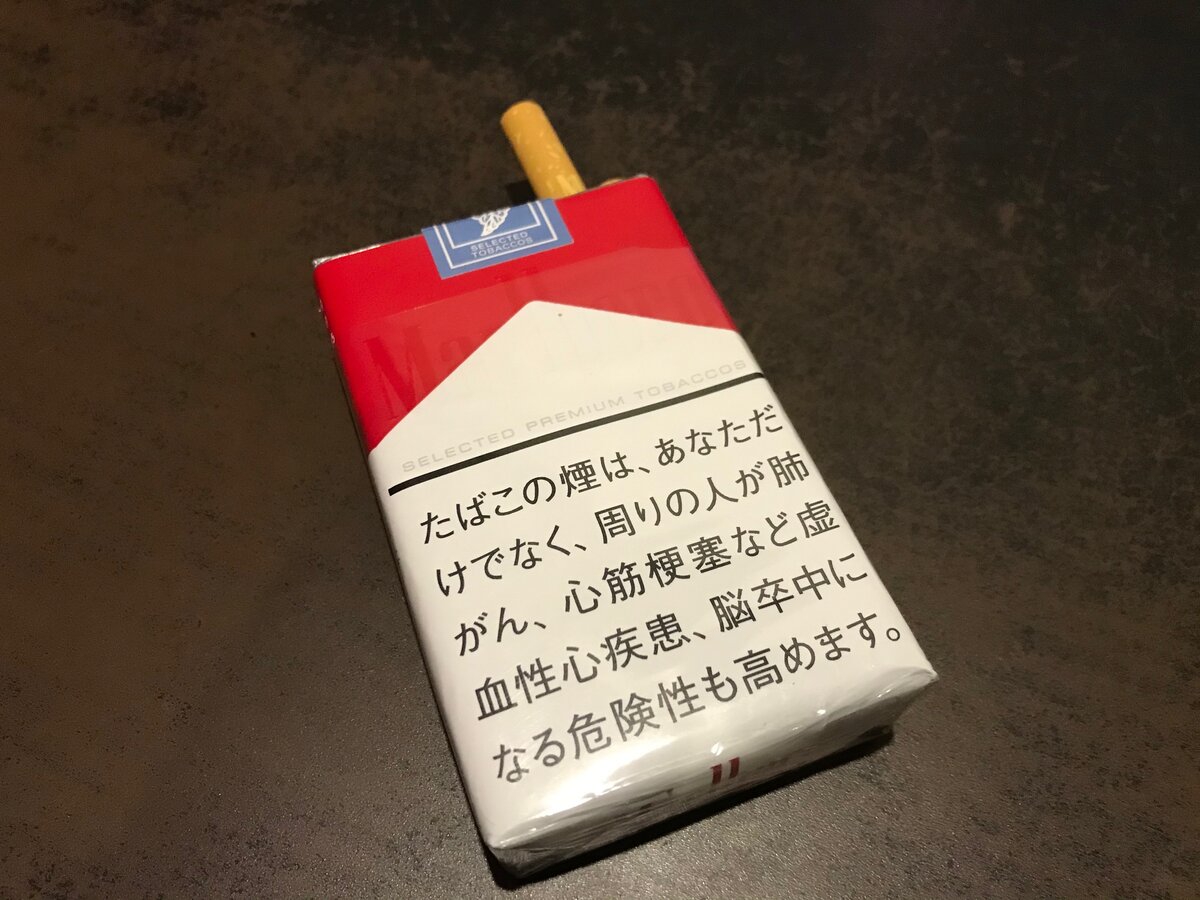 SELECTED
TOBACCOS
SELECTED PREMIUM TOBACCOS
たばこの煙は、あなただ
けでなく、周りの人が肺
がん、心筋梗塞など虚
血性心疾患、脳卒中に
なる危険性も高めます。